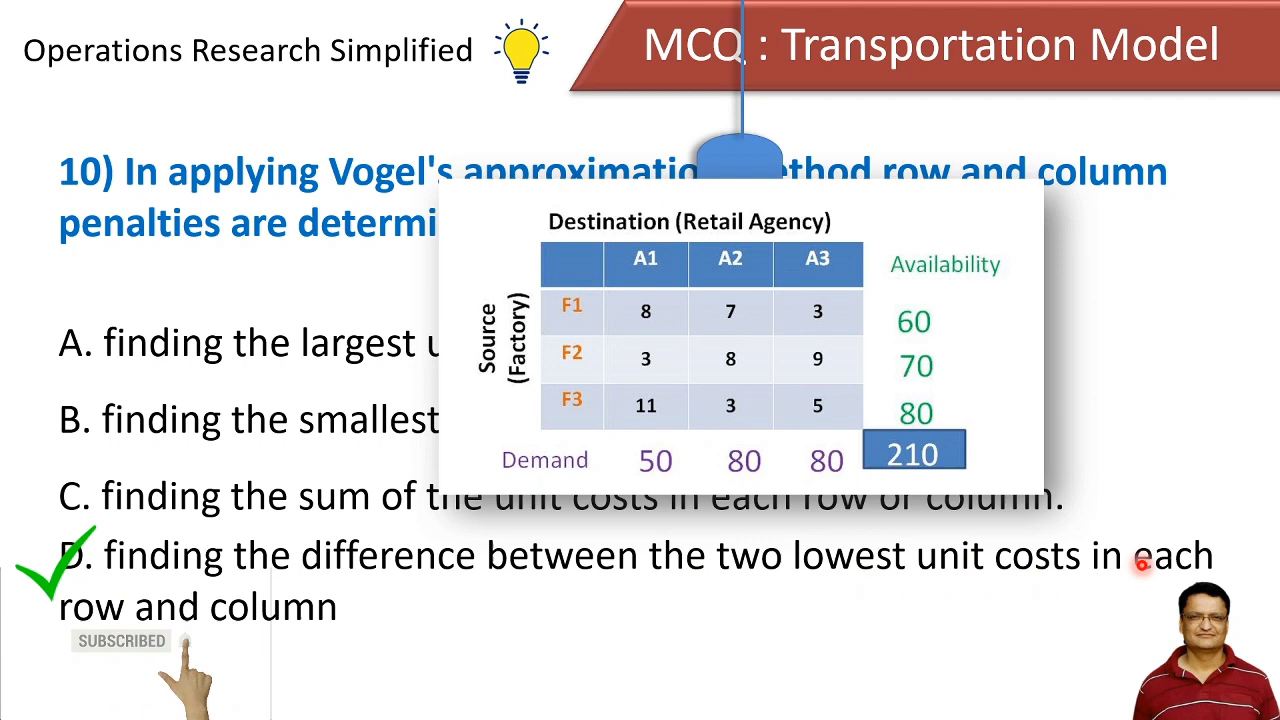 Operations Research Simplified
MCQ : Transportation Model
10) In applying Vogel's approximation method row and column
penalties are
A. finding the largest
B. finding the smallest
C. finding the sum of the unit costs in each row or column.
D. finding the difference between the two lowest unit costs in each
row and column
SUBSCRIBED
Destination (Retail Agency)
A1 A2 A3 Availability
Source
(Factory)
F1 8 7 3 60
F2 3 8 9 70
F3 11 3 5 80
Demand 50 80 80 210